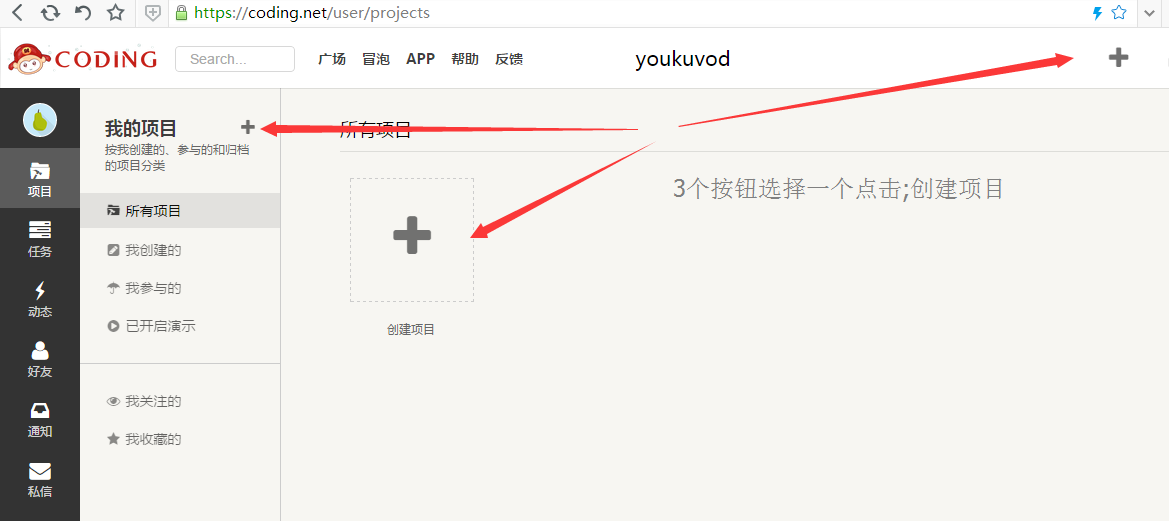 https://coding.net/user/projects
CODING
Search...
广场 冒泡 APP 帮助 反馈
youkuvod
我的项目
按我创建的、参与的和归档
的项目分类
所有项目
我创建的
我参与的
已开启演示
我关注的
我收藏的
项目
任务
动态
好友
通知
私信
所有项目
3个按钮选择一个点击;创建项目
创建项目